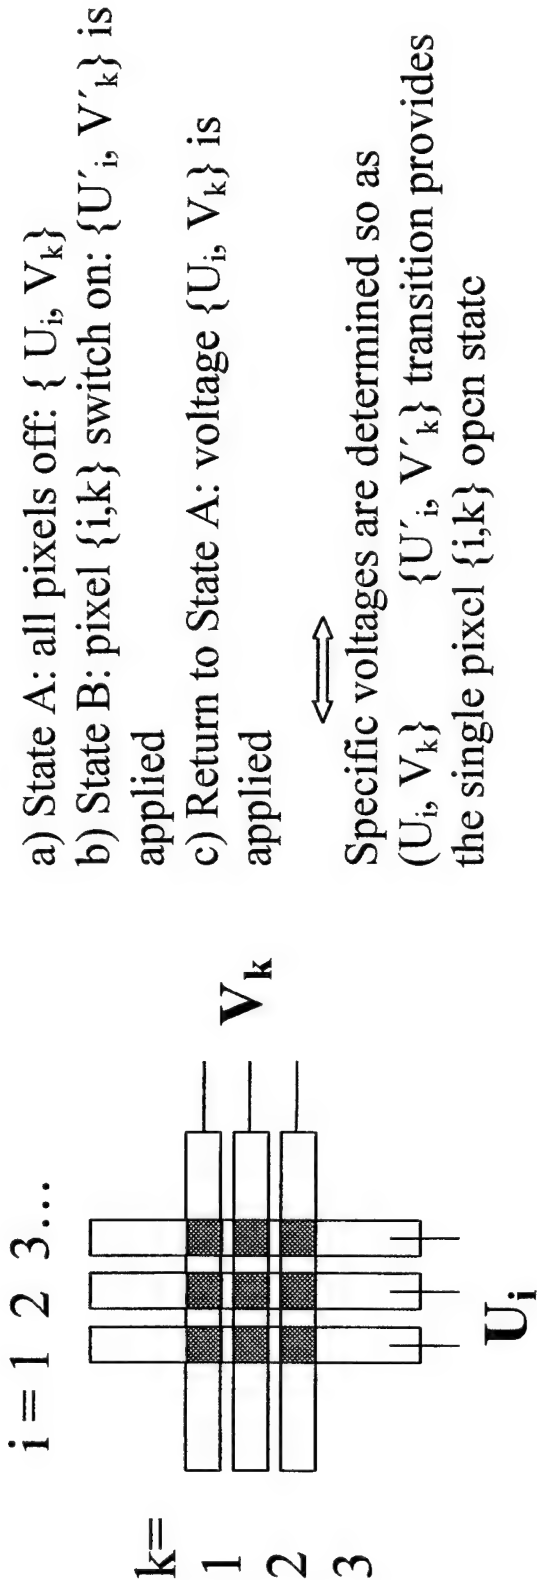 i = 1 2 3....
k=
1
2
3
V_k
U_i
a) State A: all pixels off: { U_i, V_k}
b) State B: pixel {i,k} switch on: {U′_i, V′_k} is
applied
c) Return to State A: voltage {U_i, V_k} is
applied
⇔
Specific voltages are determined so as
(U_i, V_k} {U′_i, V′_k} transition provides
the single pixel {i,k} open state